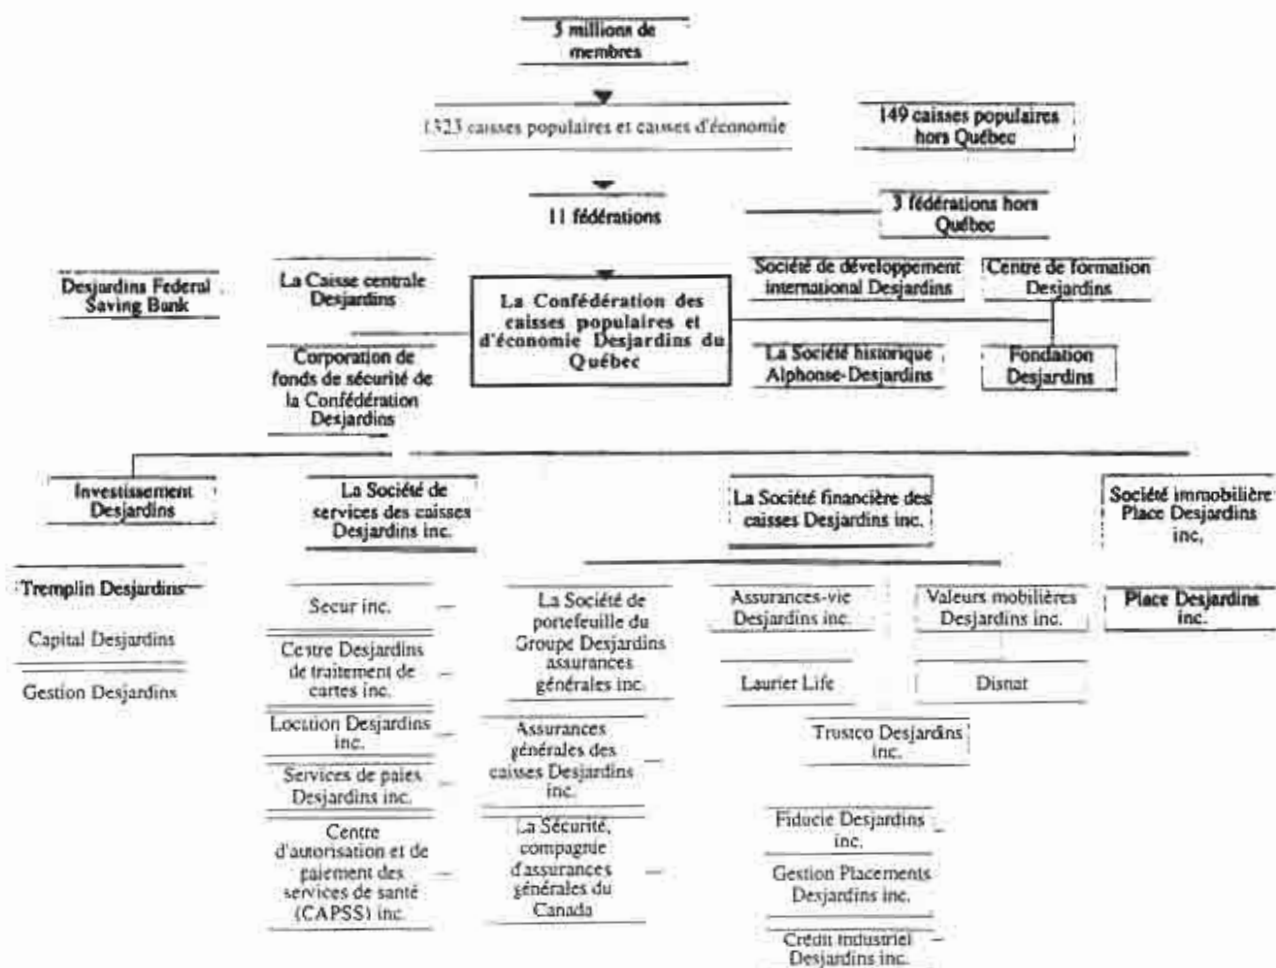 5 millions de
membres
1323 caisses populaires et caisses d'économie
149 caisses populaires
hors Québec
11 fédérations
3 fédérations hors
Québec
Desjardins Federal
Saving Bank
La Caisse centrale
Desjardins
La Confédération des
caisses populaires et
d'économie Desjardins du
Québec
Société de développement
international Desjardins
Centre de formation
Desjardins
Corporation de
fonds de sécurité de
la Confédération
Desjardins
La Société historique
Alphonse-Desjardins
Fondation
Desjardins
Investissement
Desjardins
La Société de
services des caisses
Desjardins inc.
La Société financière des
caisses Desjardins inc.
Société immobilière
Place Desjardins
inc.
Tremplin Desjardins
Capital Desjardins
Gestion Desjardins
Secur inc.
Centre Desjardins
de traitement de
cartes inc.
Location Desjardins
inc.
Services de paies
Desjardins inc.
Centre
d'autorisation et de
paiement des
services de santé
(CAPSS) inc.
La Société de
portefeuille du
Groupe Desjardins
assurances
générales inc.
Assurances
générales des
caisses Desjardins
inc.
La Sécurité,
compagnie
d'assurances
générales du
Canada
Assurances-vie
Desjardins inc.
Laurier Life
Valeurs mobilières
Desjardins inc.
Disnat
Trustco Desjardins
inc.
Fiducie Desjardins
inc.
Gestion Placements
Desjardins inc.
Crédit industriel
Desjardins inc.
Place Desjardins
inc.